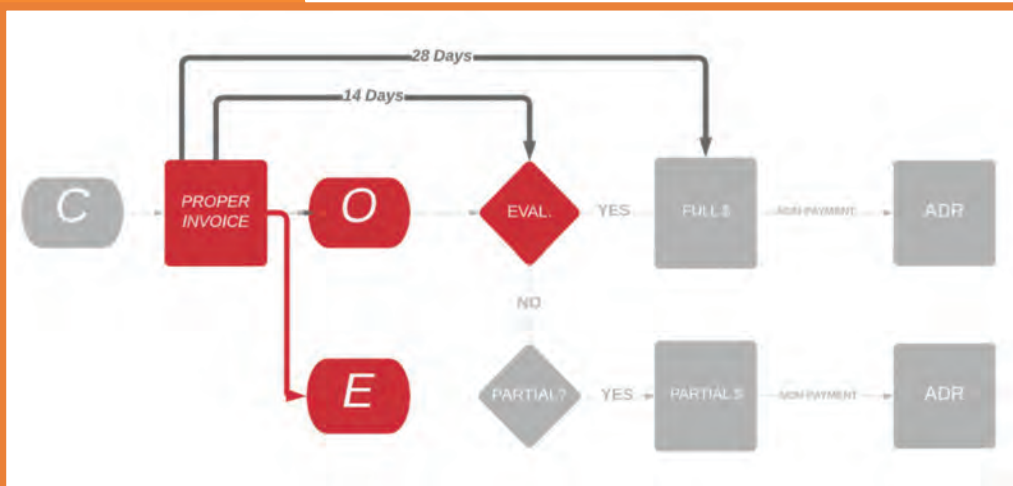 28 Days
14 Days
C
PROPER
INVOICE
O
EVAL.
YES
FULL $
NON-PAYMENT
ADR
NO
E
PARTIAL?
YES
PARTIAL $
NON-PAYMENT
ADR